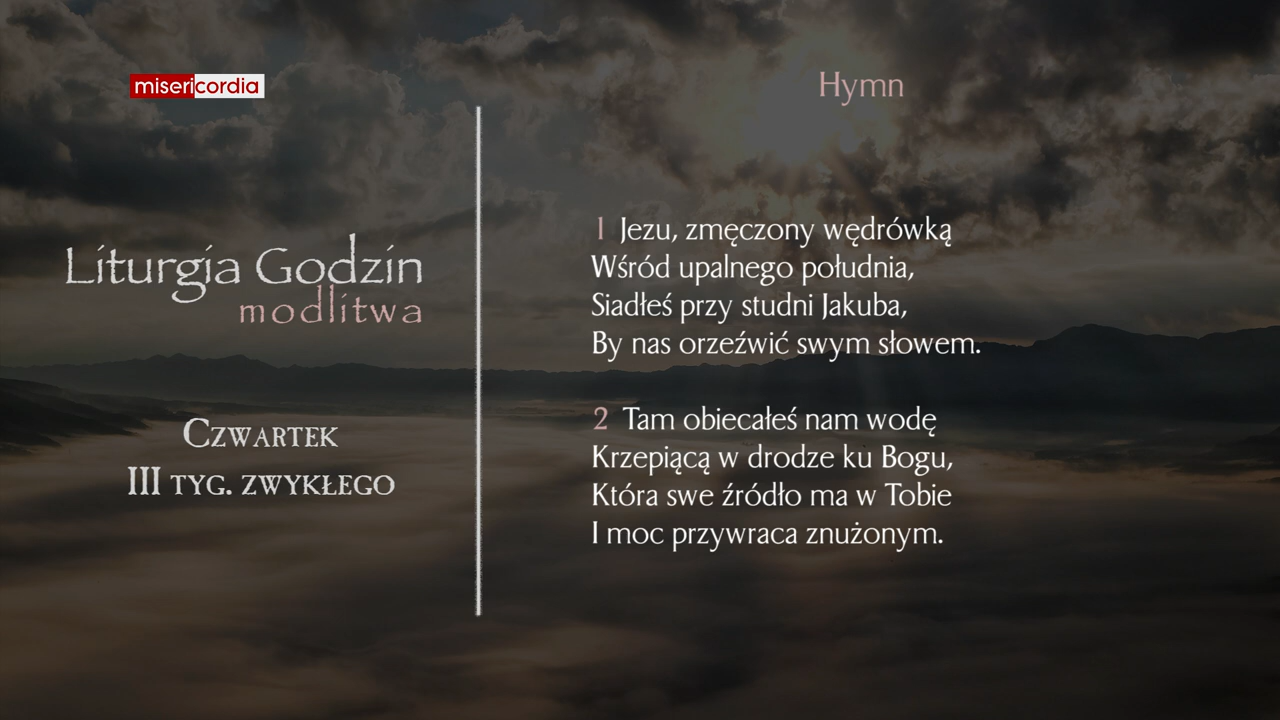 misericordia
Liturgia Godzin
modlitwa
Czwartek
III tyg. zwykłego
Hymn
1 Jezu, zmęczony wędrówką
Wśród upalnego południa,
Siadłeś przy studni Jakuba,
By nas orzeźwić swym słowem.
2 Tam obiecałeś nam wodę
Krzepiącą w drodze ku Bogu,
Która swe źródło ma w Tobie
I moc przywraca znużonym.